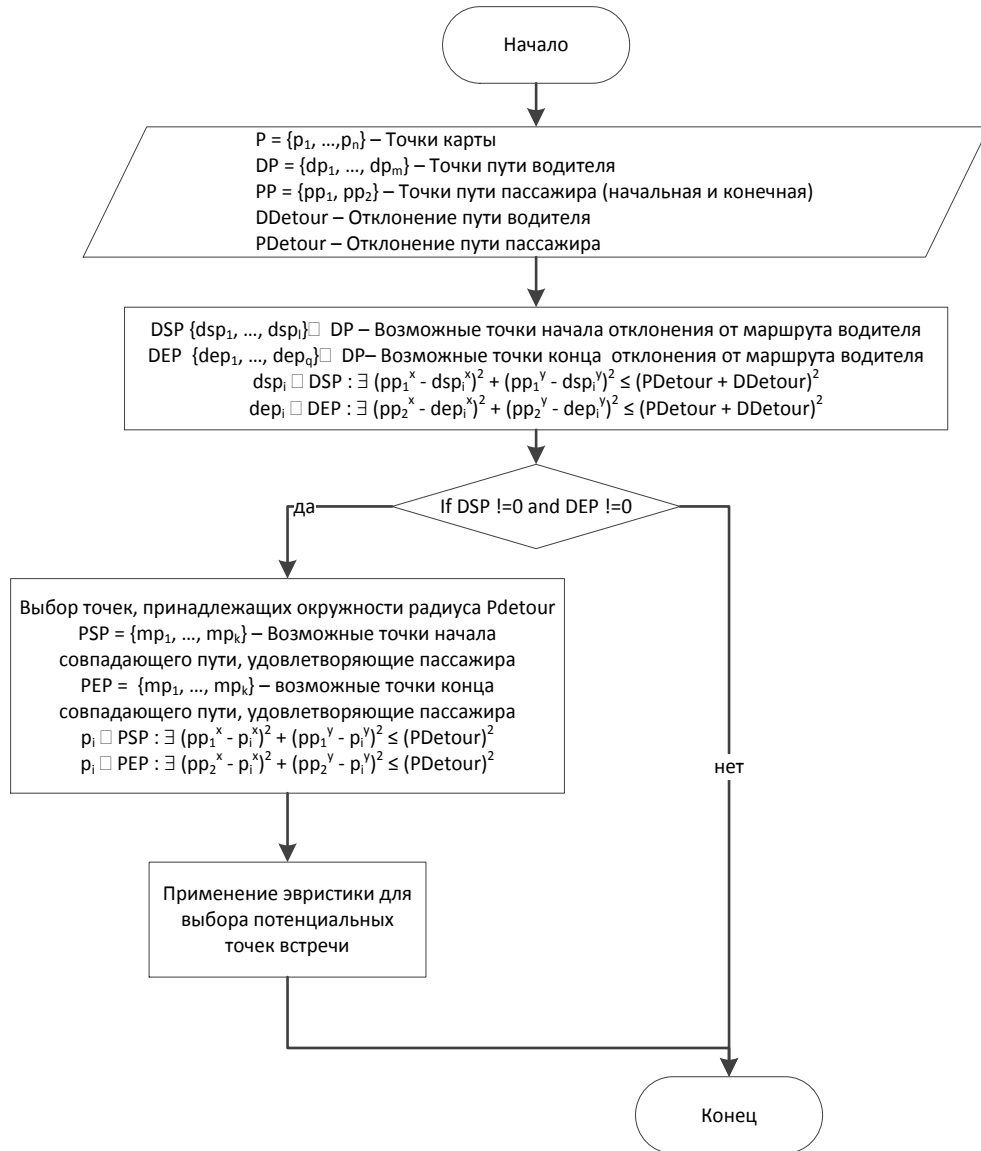 Начало
P = {p₁, ...,pₙ} – Точки карты
DP = {dp₁, ..., dpₘ} – Точки пути водителя
PP = {pp₁, pp₂} – Точки пути пассажира (начальная и конечная)
DDetour – Отклонение пути водителя
PDetour – Отклонение пути пассажира
DSP {dsp₁, ..., dspₗ}□ DP – Возможные точки начала отклонения от маршрута водителя
DEP {dep₁, ..., dep_q}□ DP– Возможные точки конца отклонения от маршрута водителя
dspᵢ □ DSP : ∃ (pp₁ˣ - dspᵢˣ)² + (pp₁ʸ - dspᵢʸ)² ≤ (PDetour + DDetour)²
depᵢ □ DEP : ∃ (pp₂ˣ - depᵢˣ)² + (pp₂ʸ - depᵢʸ)² ≤ (PDetour + DDetour)²
If DSP !=0 and DEP !=0
да
Выбор точек, принадлежащих окружности радиуса Pdetour
PSP = {mp₁, ..., mpₖ} – Возможные точки начала
совпадающего пути, удовлетворяющие пассажира
PEP = {mp₁, ..., mpₖ} – возможные точки конца
совпадающего пути, удовлетворяющие пассажира
pᵢ □ PSP : ∃ (pp₁ˣ - pᵢˣ)² + (pp₁ʸ - pᵢʸ)² ≤ (PDetour)²
pᵢ □ PEP : ∃ (pp₂ˣ - pᵢˣ)² + (pp₂ʸ - pᵢʸ)² ≤ (PDetour)²
нет
Применение эвристики для
выбора потенциальных
точек встречи
Конец